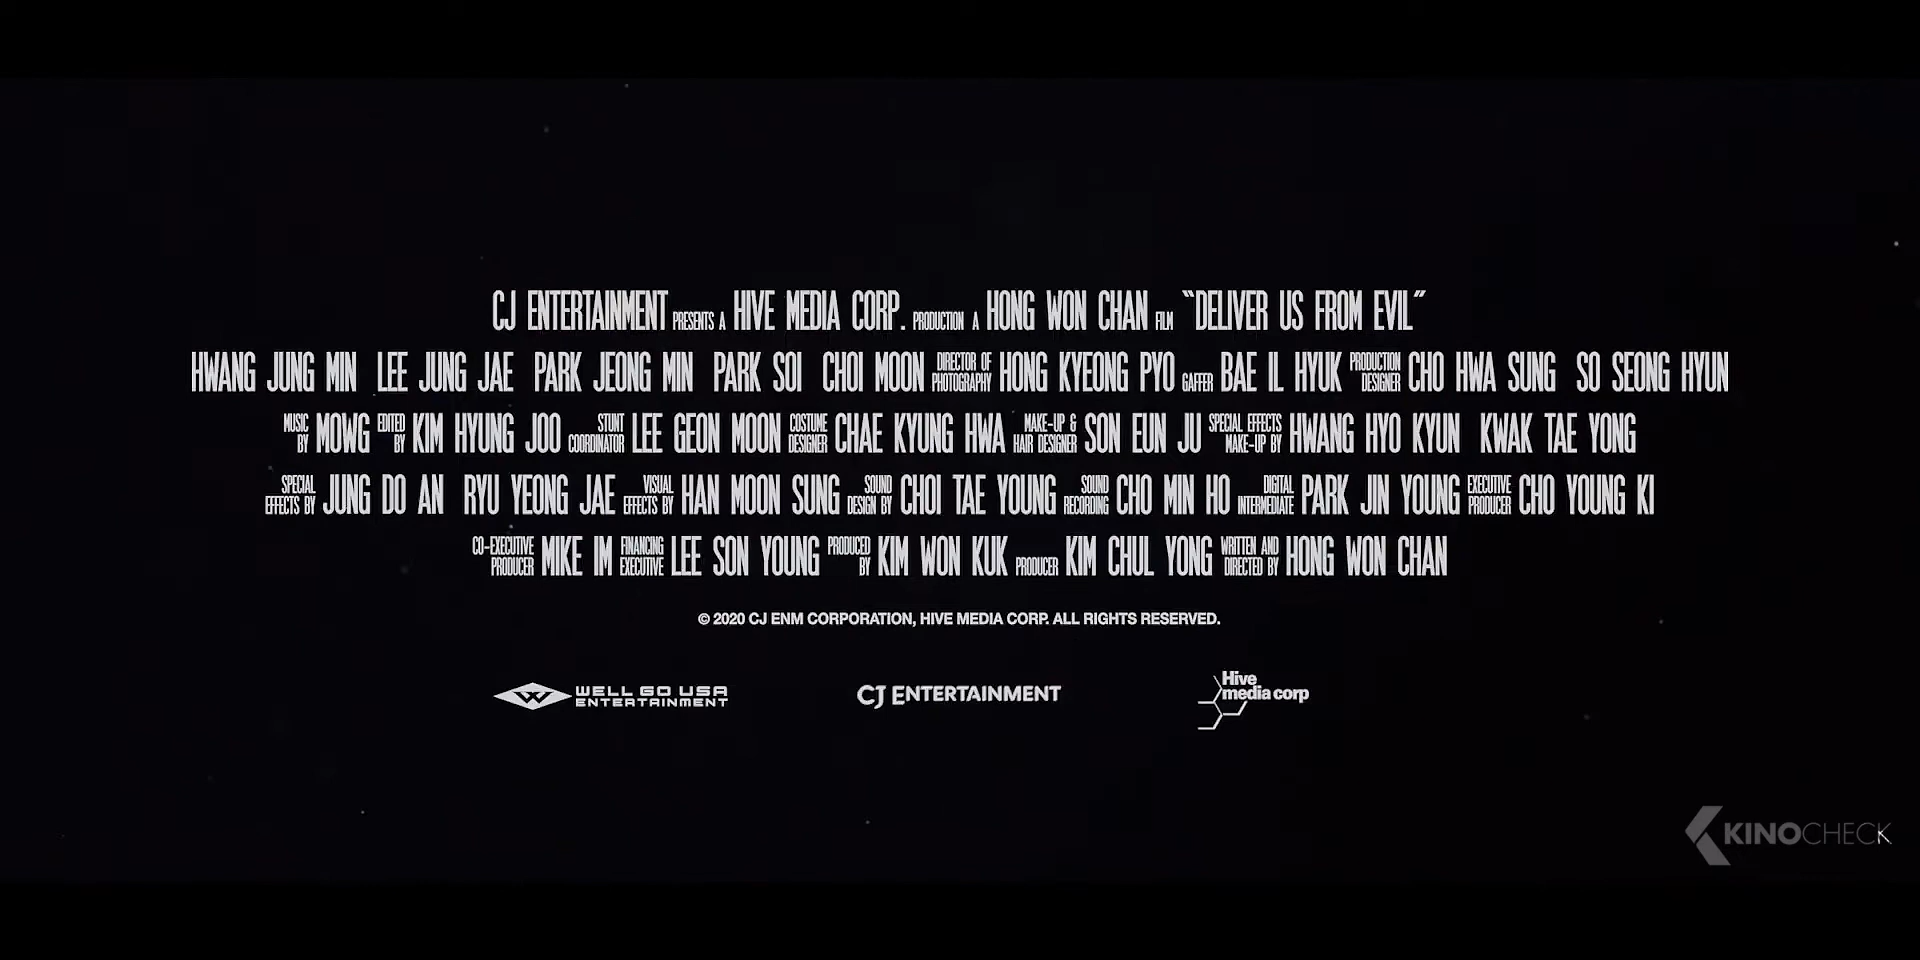 CJ ENTERTAINMENT PRESENTS A HIVE MEDIA CORP. PRODUCTION A HONG WON CHAN FILM "DELIVER US FROM EVIL"
HWANG JUNG MIN LEE JUNG JAE PARK JEONG MIN PARK SOI CHOI MOON DIRECTOR OF PHOTOGRAPHY HONG KYEONG PYO GAFFER BAE IL HYUK PRODUCTION DESIGNER CHO HWA SUNG SO SEONG HYUN
MUSIC BY MOWG EDITED BY KIM HYUNG JOO STUNT COORDINATOR LEE GEON MOON COSTUME DESIGNER CHAE KYUNG HWA MAKE-UP & HAIR DESIGNER SON EUN JU SPECIAL EFFECTS MAKE-UP BY HWANG HYO KYUN KWAK TAE YONG
SPECIAL EFFECTS BY JUNG DO AN RYU YEONG JAE VISUAL EFFECTS BY HAN MOON SUNG SOUND DESIGN BY CHOI TAE YOUNG SOUND RECORDING CHO MIN HO DIGITAL INTERMEDIATE PARK JIN YOUNG EXECUTIVE PRODUCER CHO YOUNG KI
CO-EXECUTIVE PRODUCER MIKE IM FINANCING EXECUTIVE LEE SON YOUNG PRODUCED BY KIM WON KUK PRODUCER KIM CHUL YONG WRITTEN AND DIRECTED BY HONG WON CHAN
© 2020 CJ ENM CORPORATION, HIVE MEDIA CORP. ALL RIGHTS RESERVED.
WELL GO USA ENTERTAINMENT CJ ENTERTAINMENT Hive media corp
KINOCHECK